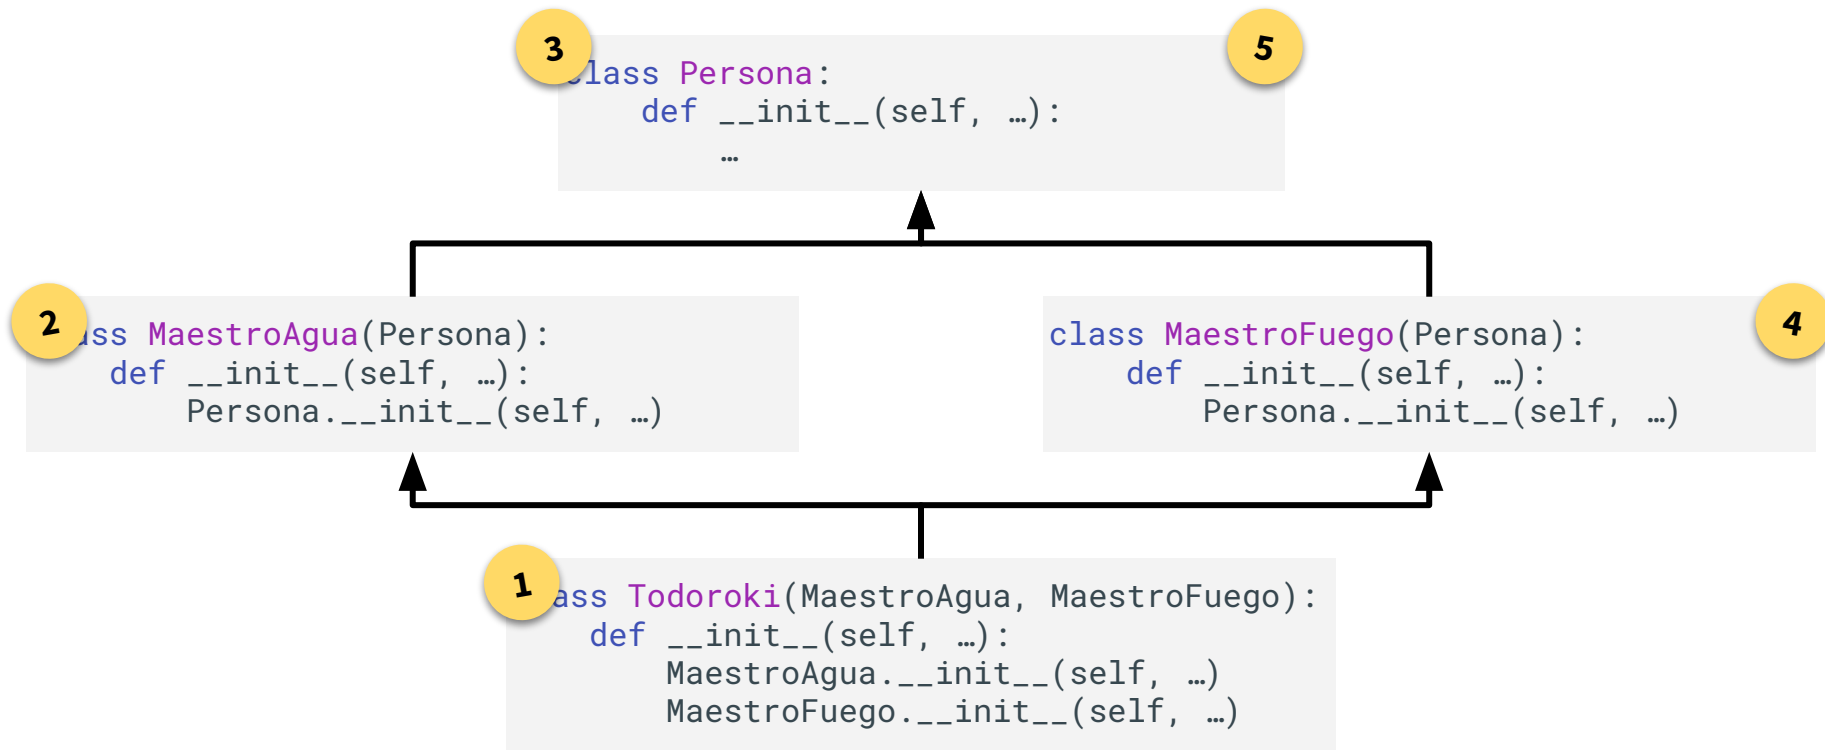 3
5
lass Persona:
def __init__(self, …):
…
2
ss MaestroAgua(Persona):
def __init__(self, …):
Persona.__init__(self, …)
class MaestroFuego(Persona):
def __init__(self, …):
Persona.__init__(self, …)
4
1
ass Todoroki(MaestroAgua, MaestroFuego):
def __init__(self, …):
MaestroAgua.__init__(self, …)
MaestroFuego.__init__(self, …)